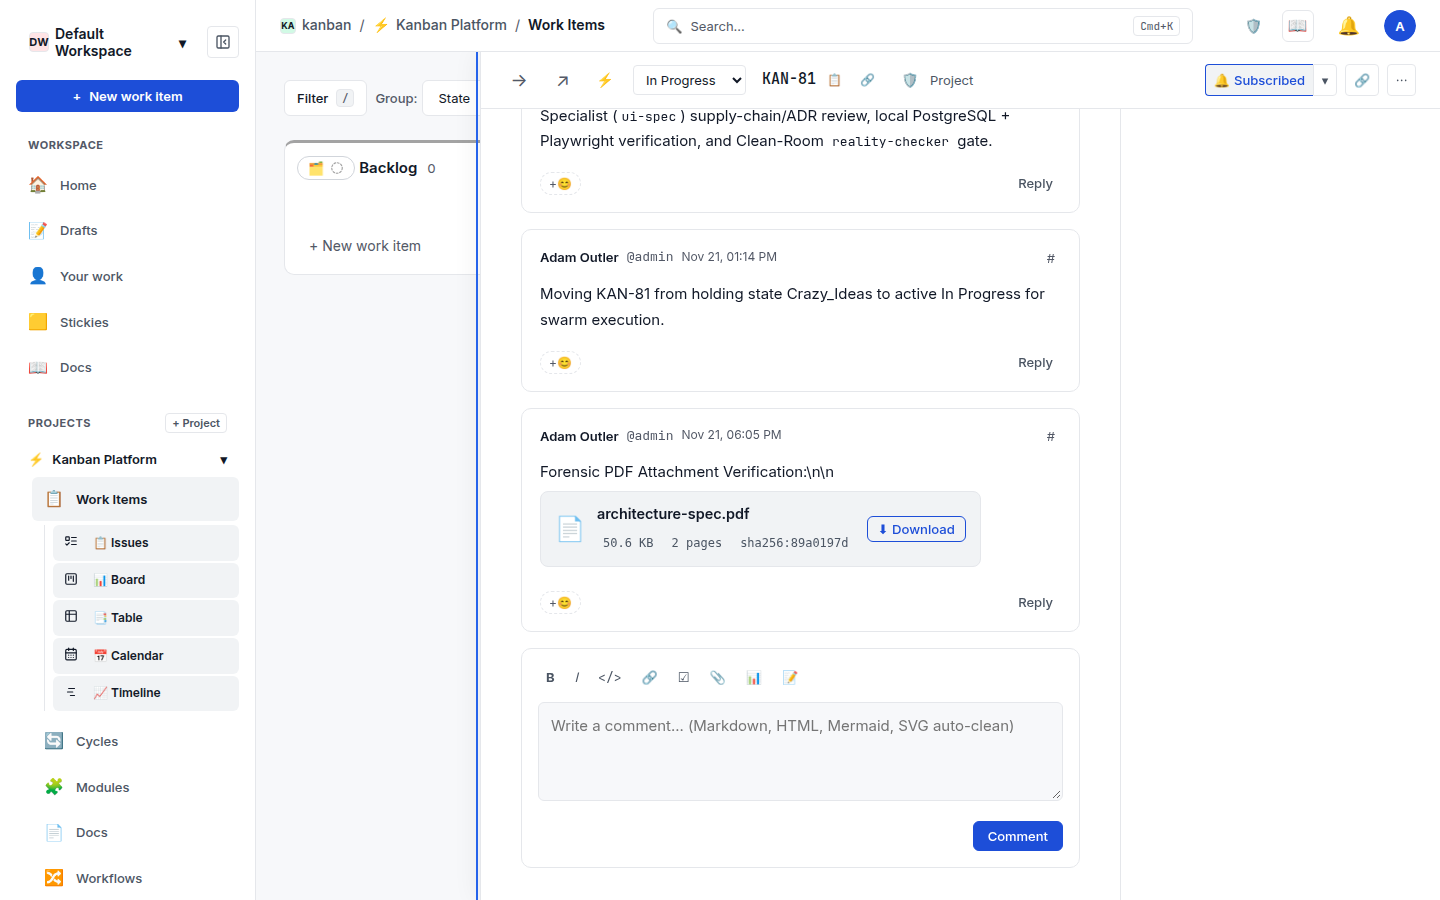 DW Default Workspace ▾
+ New work item
WORKSPACE
Home
Drafts
Your work
Stickies
Docs
PROJECTS + Project
Kanban Platform ▾
Work Items
Issues
Board
Table
Calendar
Timeline
Cycles
Modules
Docs
Workflows
KA kanban / Kanban Platform / Work Items
Search... Cmd+K
A
Filter / Group: State
Backlog 0
+ New work item
In Progress KAN-81 Project
Subscribed ▾ ...
Specialist ( ui-spec ) supply-chain/ADR review, local PostgreSQL +
Playwright verification, and Clean-Room reality-checker gate.
+ Reply
Adam Outler @admin Nov 21, 01:14 PM #
Moving KAN-81 from holding state Crazy_Ideas to active In Progress for
swarm execution.
+ Reply
Adam Outler @admin Nov 21, 06:05 PM #
Forensic PDF Attachment Verification:\n\n
architecture-spec.pdf
50.6 KB 2 pages sha256:89a0197d
⬇ Download
+ Reply
B I </>
Write a comment... (Markdown, HTML, Mermaid, SVG auto-clean)
Comment